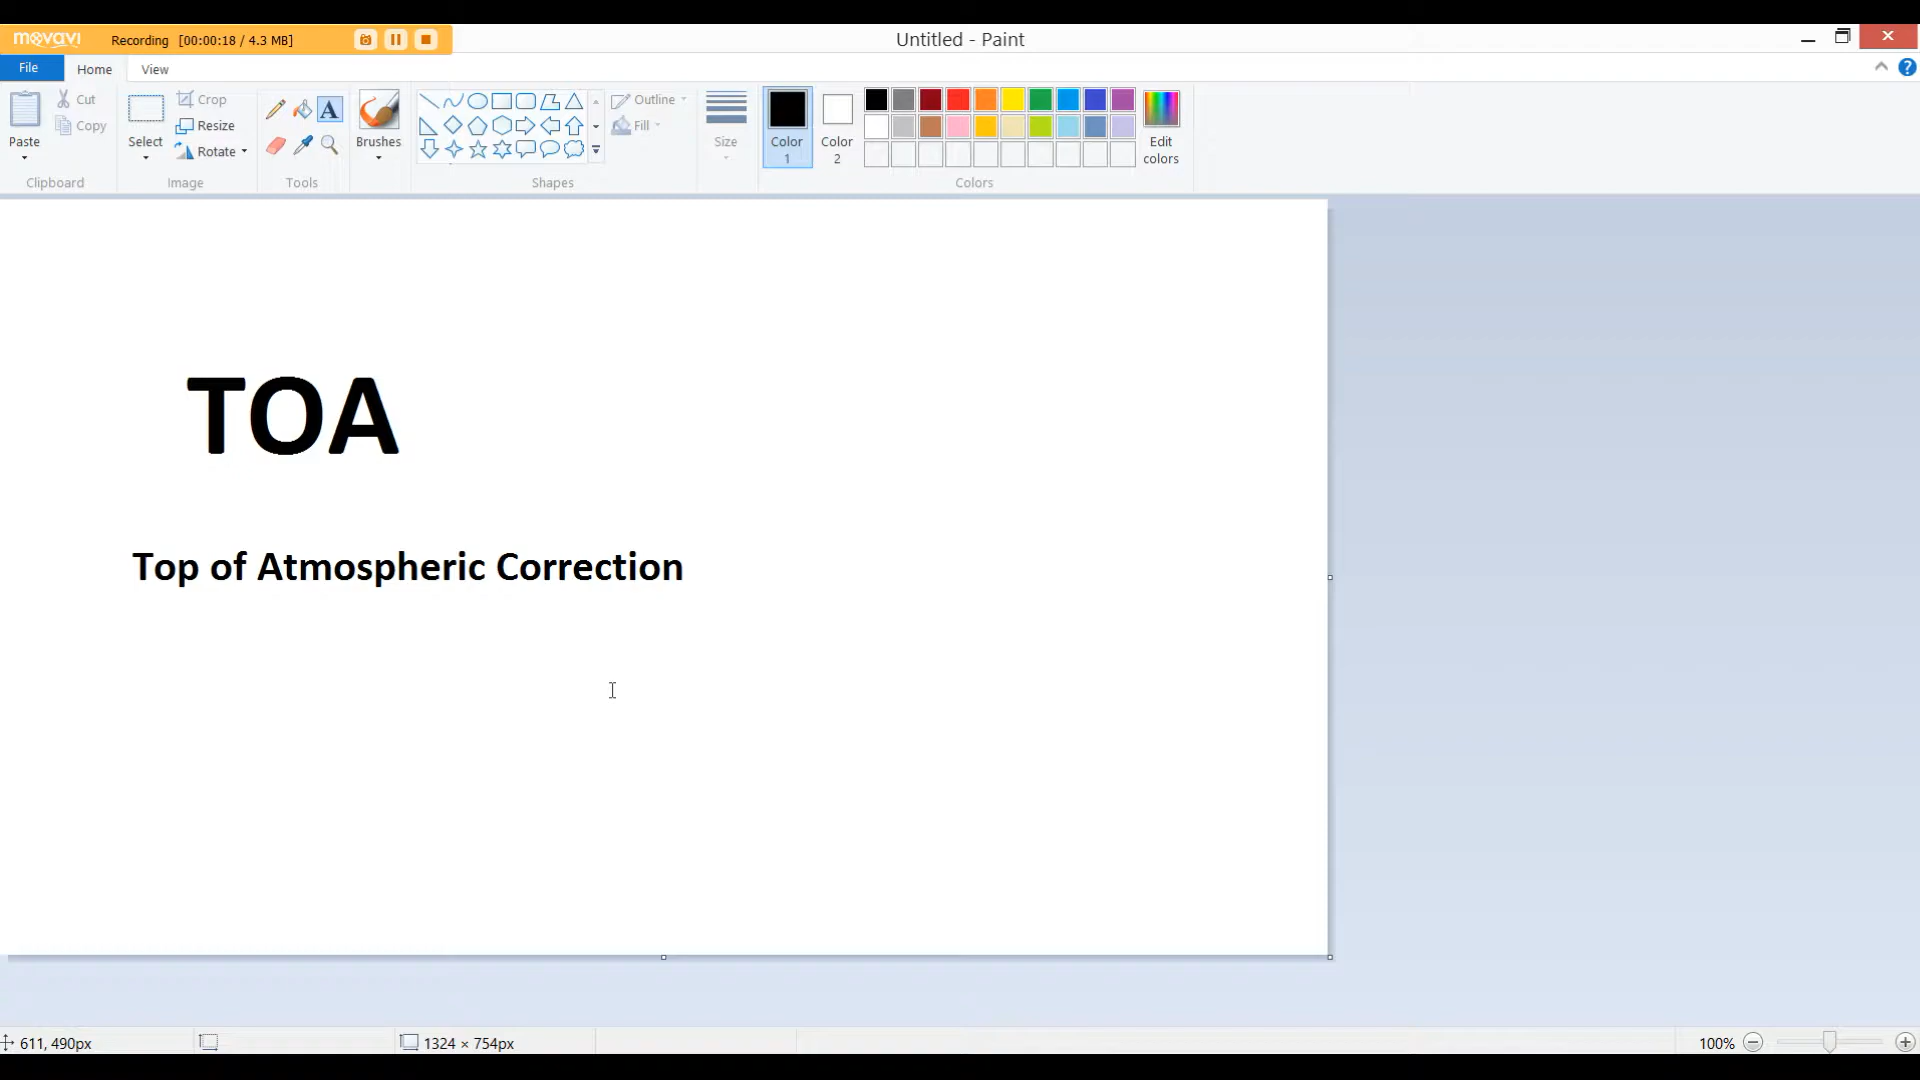 movavi Recording [00:00:18 / 4.3 MB]
Untitled - Paint
File Home View
Cut
Copy
Paste
Clipboard
Select
Crop
Resize
Rotate
Image
A
Tools
Brushes
Outline
Fill
Shapes
Size
Color 1
Color 2
Edit colors
Colors
TOA
Top of Atmospheric Correction
611, 490px
1324 × 754px
100%